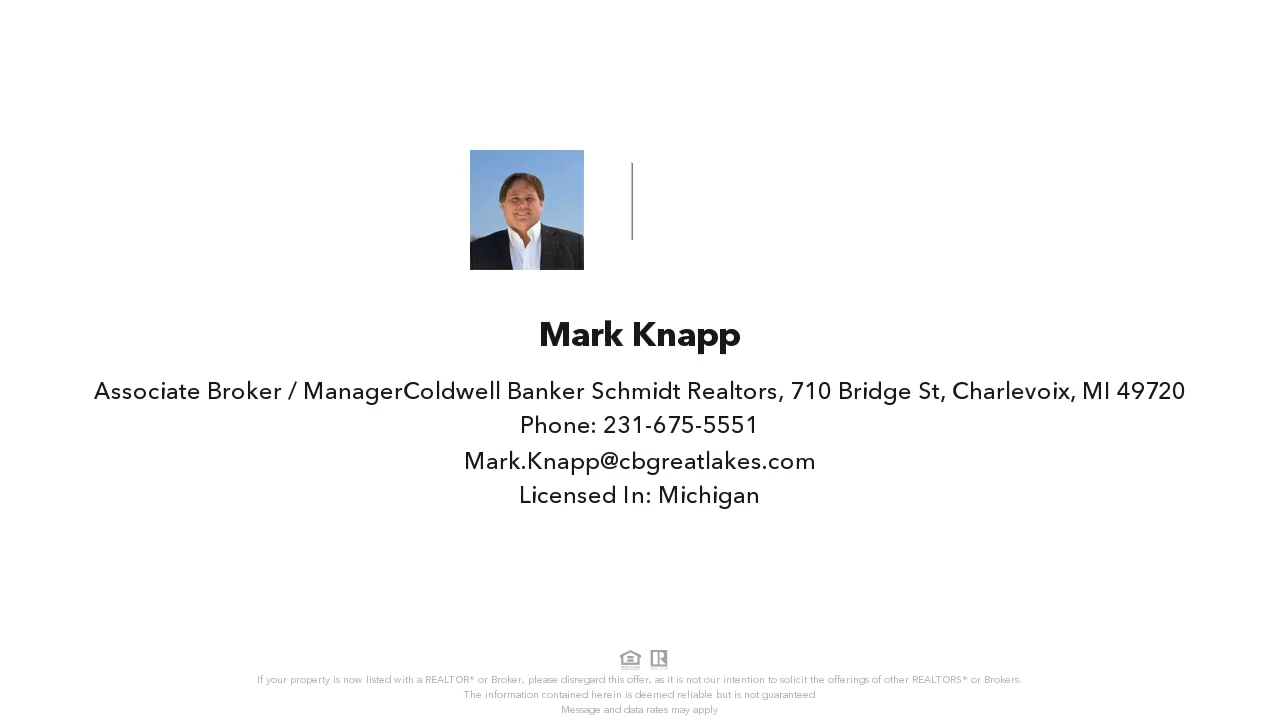 Mark Knapp
Associate Broker / ManagerColdwell Banker Schmidt Realtors, 710 Bridge St, Charlevoix, MI 49720
Phone: 231-675-5551
Mark.Knapp@cbgreatlakes.com
Licensed In: Michigan
If your property is now listed with a REALTOR® or Broker, please disregard this offer, as it is not our intention to solicit the offerings of other REALTORS® or Brokers.
The information contained herein is deemed reliable but is not guaranteed
Message and data rates may apply